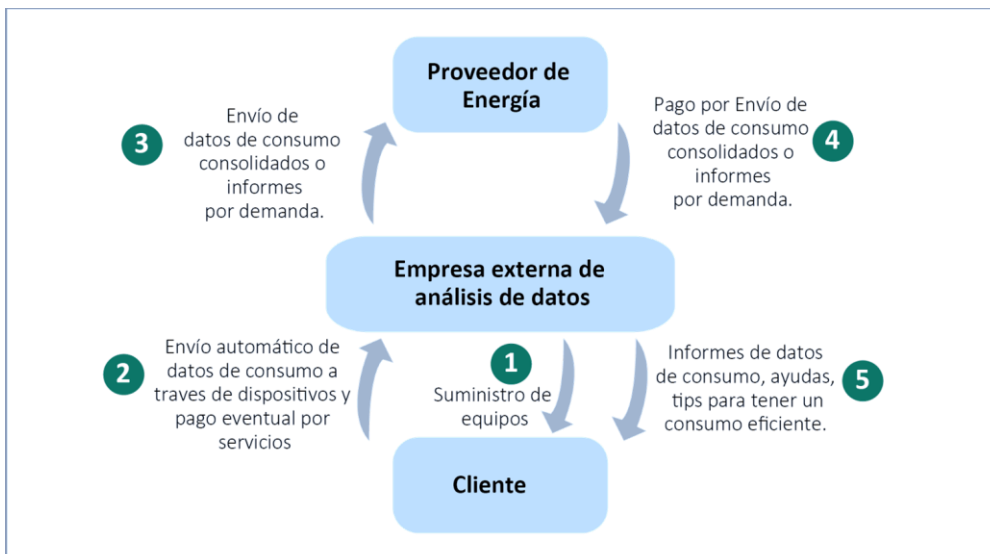 Proveedor de
Energía
3
Envío de
datos de consumo
consolidados o
informes
por demanda.
Pago por Envío de
datos de consumo
consolidados o
informes
por demanda.
4
Empresa externa de
análisis de datos
2
Envío automático de
datos de consumo a
traves de dispositivos y
pago eventual por
servicios
1
Suministro de
equipos
Informes de datos
de consumo, ayudas,
tips para tener un
consumo eficiente.
5
Cliente